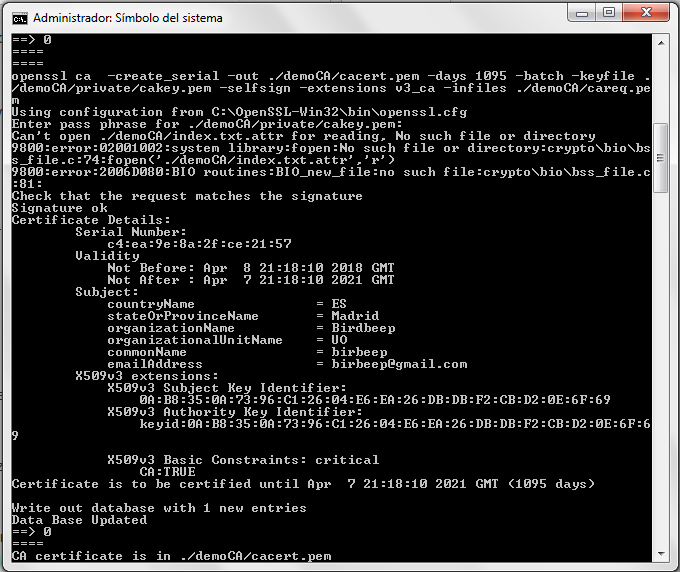 Administrador: Símbolo del sistema
==> 0
====
====
openssl ca  -create_serial -out ./demoCA/cacert.pem -days 1095 -batch -keyfile .
/demoCA/private/cakey.pem -selfsign -extensions v3_ca -infiles ./demoCA/careq.pe
m
Using configuration from C:\OpenSSL-Win32\bin\openssl.cfg
Enter pass phrase for ./demoCA/private/cakey.pem:
Can't open ./demoCA/index.txt.attr for reading, No such file or directory
9800:error:02001002:system library:fopen:No such file or directory:crypto\bio\bs
s_file.c:74:fopen('./demoCA/index.txt.attr','r')
9800:error:2006D080:BIO routines:BIO_new_file:no such file:crypto\bio\bss_file.c
:81:
Check that the request matches the signature
Signature ok
Certificate Details:
        Serial Number:
            c4:ea:9e:8a:2f:ce:21:57
        Validity
            Not Before: Apr  8 21:18:10 2018 GMT
            Not After : Apr  7 21:18:10 2021 GMT
        Subject:
            countryName               = ES
            stateOrProvinceName       = Madrid
            organizationName          = Birdbeep
            organizationalUnitName    = UO
            commonName                = birbeep
            emailAddress              = birbeep@gmail.com
        X509v3 extensions:
            X509v3 Subject Key Identifier:
                0A:B8:35:0A:73:96:C1:26:04:E6:EA:26:DB:DB:F2:CB:D2:0E:6F:69
            X509v3 Authority Key Identifier:
                keyid:0A:B8:35:0A:73:96:C1:26:04:E6:EA:26:DB:DB:F2:CB:D2:0E:6F:6
9
            X509v3 Basic Constraints: critical
                CA:TRUE
Certificate is to be certified until Apr  7 21:18:10 2021 GMT (1095 days)
Write out database with 1 new entries
Data Base Updated
==> 0
====
CA certificate is in ./demoCA/cacert.pem